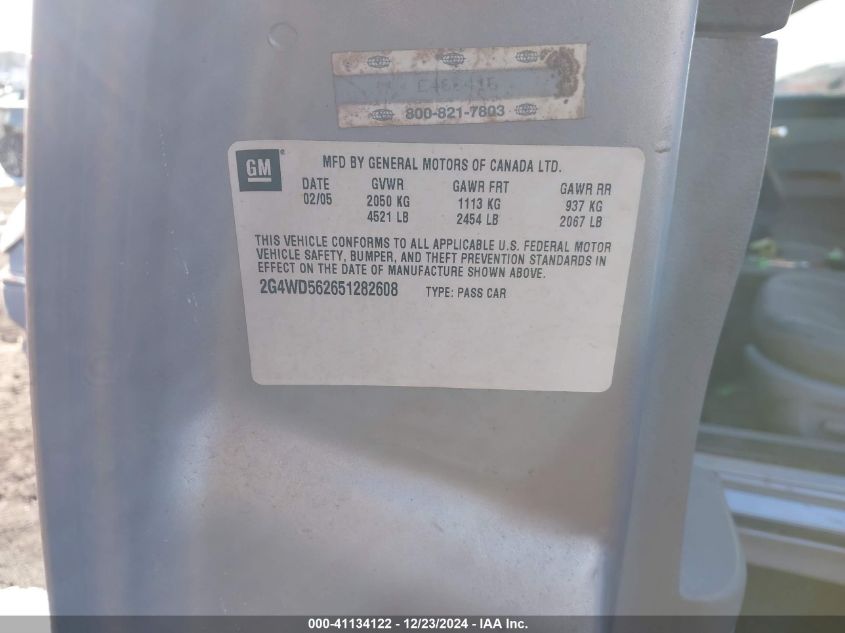 800-821-7803
GM
MFD BY GENERAL MOTORS OF CANADA LTD.
DATE GVWR GAWR FRT GAWR RR
02/05 2050 KG 1113 KG 937 KG
4521 LB 2454 LB 2067 LB
THIS VEHICLE CONFORMS TO ALL APPLICABLE U.S. FEDERAL MOTOR
VEHICLE SAFETY, BUMPER, AND THEFT PREVENTION STANDARDS IN
EFFECT ON THE DATE OF MANUFACTURE SHOWN ABOVE.
2G4WD562651282608 TYPE: PASS CAR
000-41134122 - 12/23/2024 - IAA Inc.